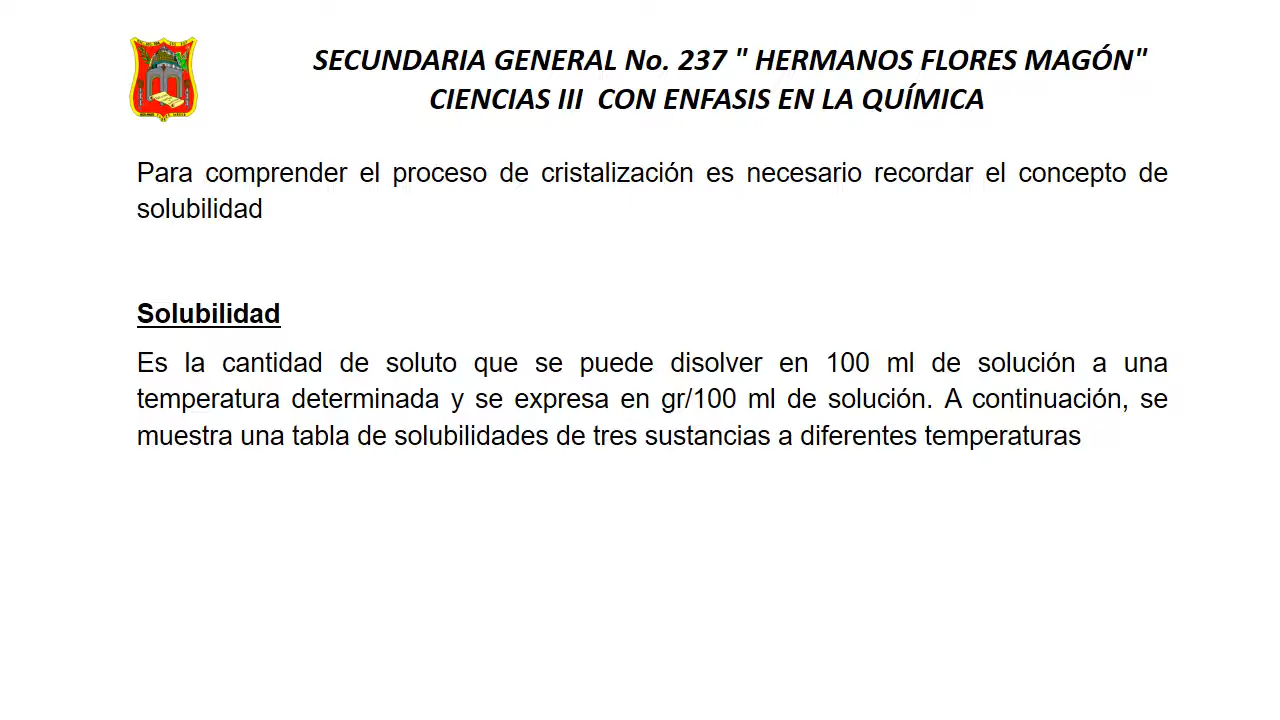 SECUNDARIA GENERAL No. 237 " HERMANOS FLORES MAGÓN"
CIENCIAS III CON ENFASIS EN LA QUÍMICA
Para comprender el proceso de cristalización es necesario recordar el concepto de
solubilidad
Solubilidad
Es la cantidad de soluto que se puede disolver en 100 ml de solución a una
temperatura determinada y se expresa en gr/100 ml de solución. A continuación, se
muestra una tabla de solubilidades de tres sustancias a diferentes temperaturas